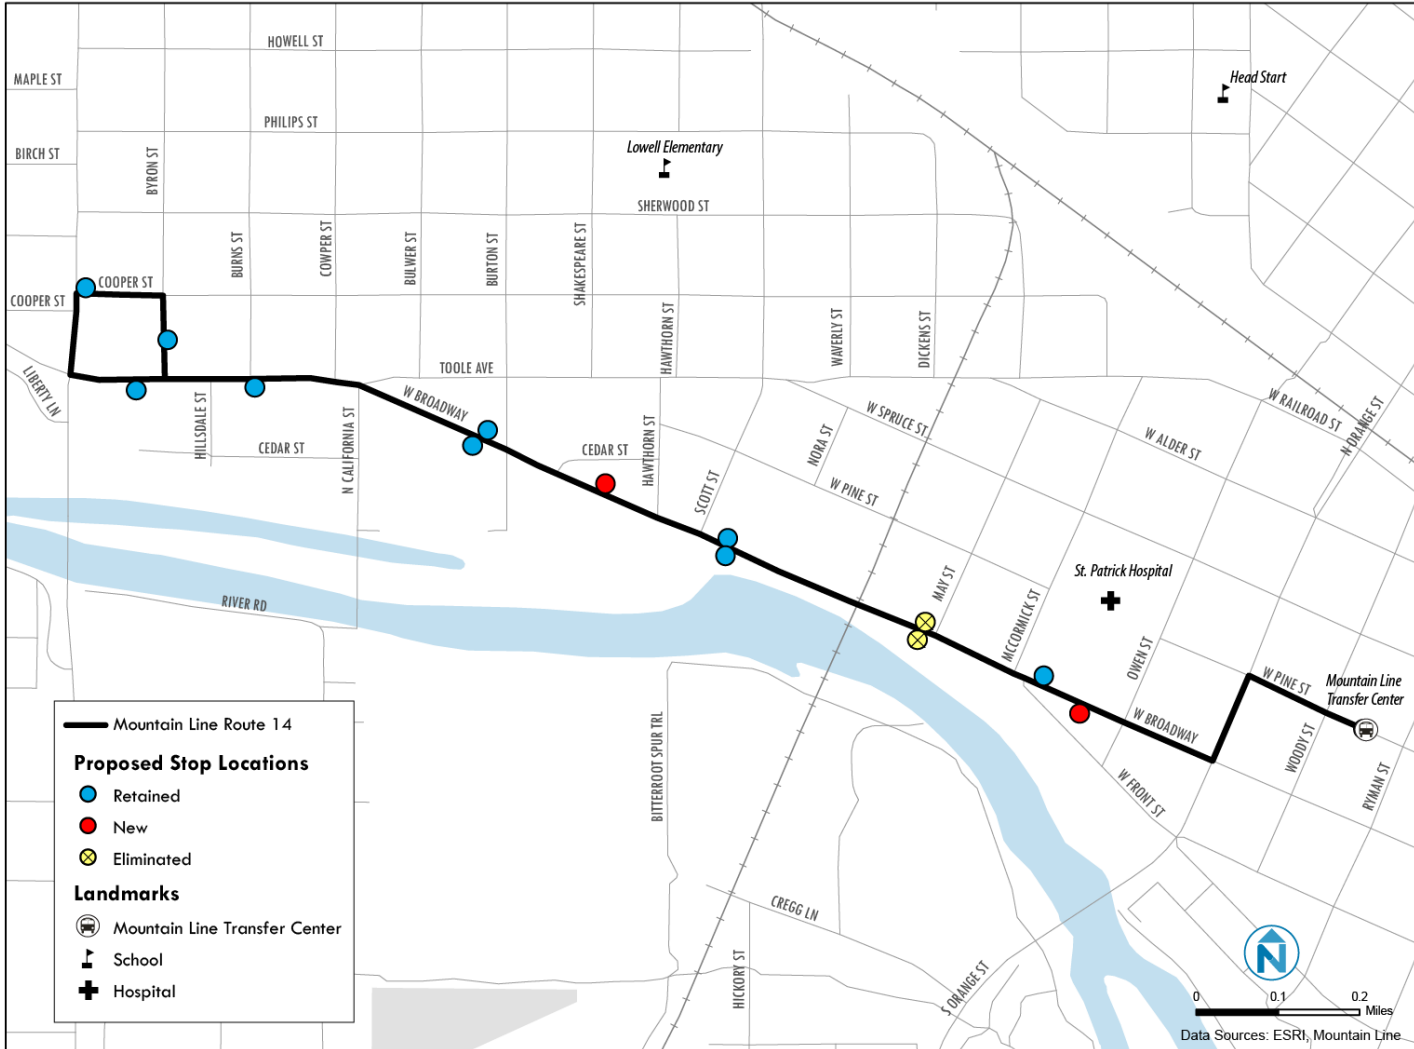 HOWELL ST
MAPLE ST
Head Start
PHILIPS ST
BIRCH ST
BYRON ST
Lowell Elementary
SHERWOOD ST
BURNS ST
COWPER ST
BULWER ST
BURTON ST
SHAKESPEARE ST
COOPER ST
COOPER ST
HAWTHORN ST
WAVERLY ST
DICKENS ST
LIBERTY LN
TOOLE AVE
W BROADWAY
W SPRUCE ST
W RAILROAD ST
N ORANGE ST
HILLSDALE ST
N CALIFORNIA ST
CEDAR ST
CEDAR ST
HAWTHORN ST
SCOTT ST
NORA ST
W PINE ST
W ALDER ST
RIVER RD
MAY ST
MCCORMICK ST
St. Patrick Hospital
OWEN ST
W PINE ST
Mountain Line
Transfer Center
W BROADWAY
WOODY ST
RYMAN ST
W FRONT ST
BITTERROOT SPUR TRL
CREGG LN
HICKORY ST
S ORANGE ST
Mountain Line Route 14
Proposed Stop Locations
Retained
New
Eliminated
Landmarks
Mountain Line Transfer Center
School
Hospital
N
0 0.1 0.2
Miles
Data Sources: ESRI, Mountain Line